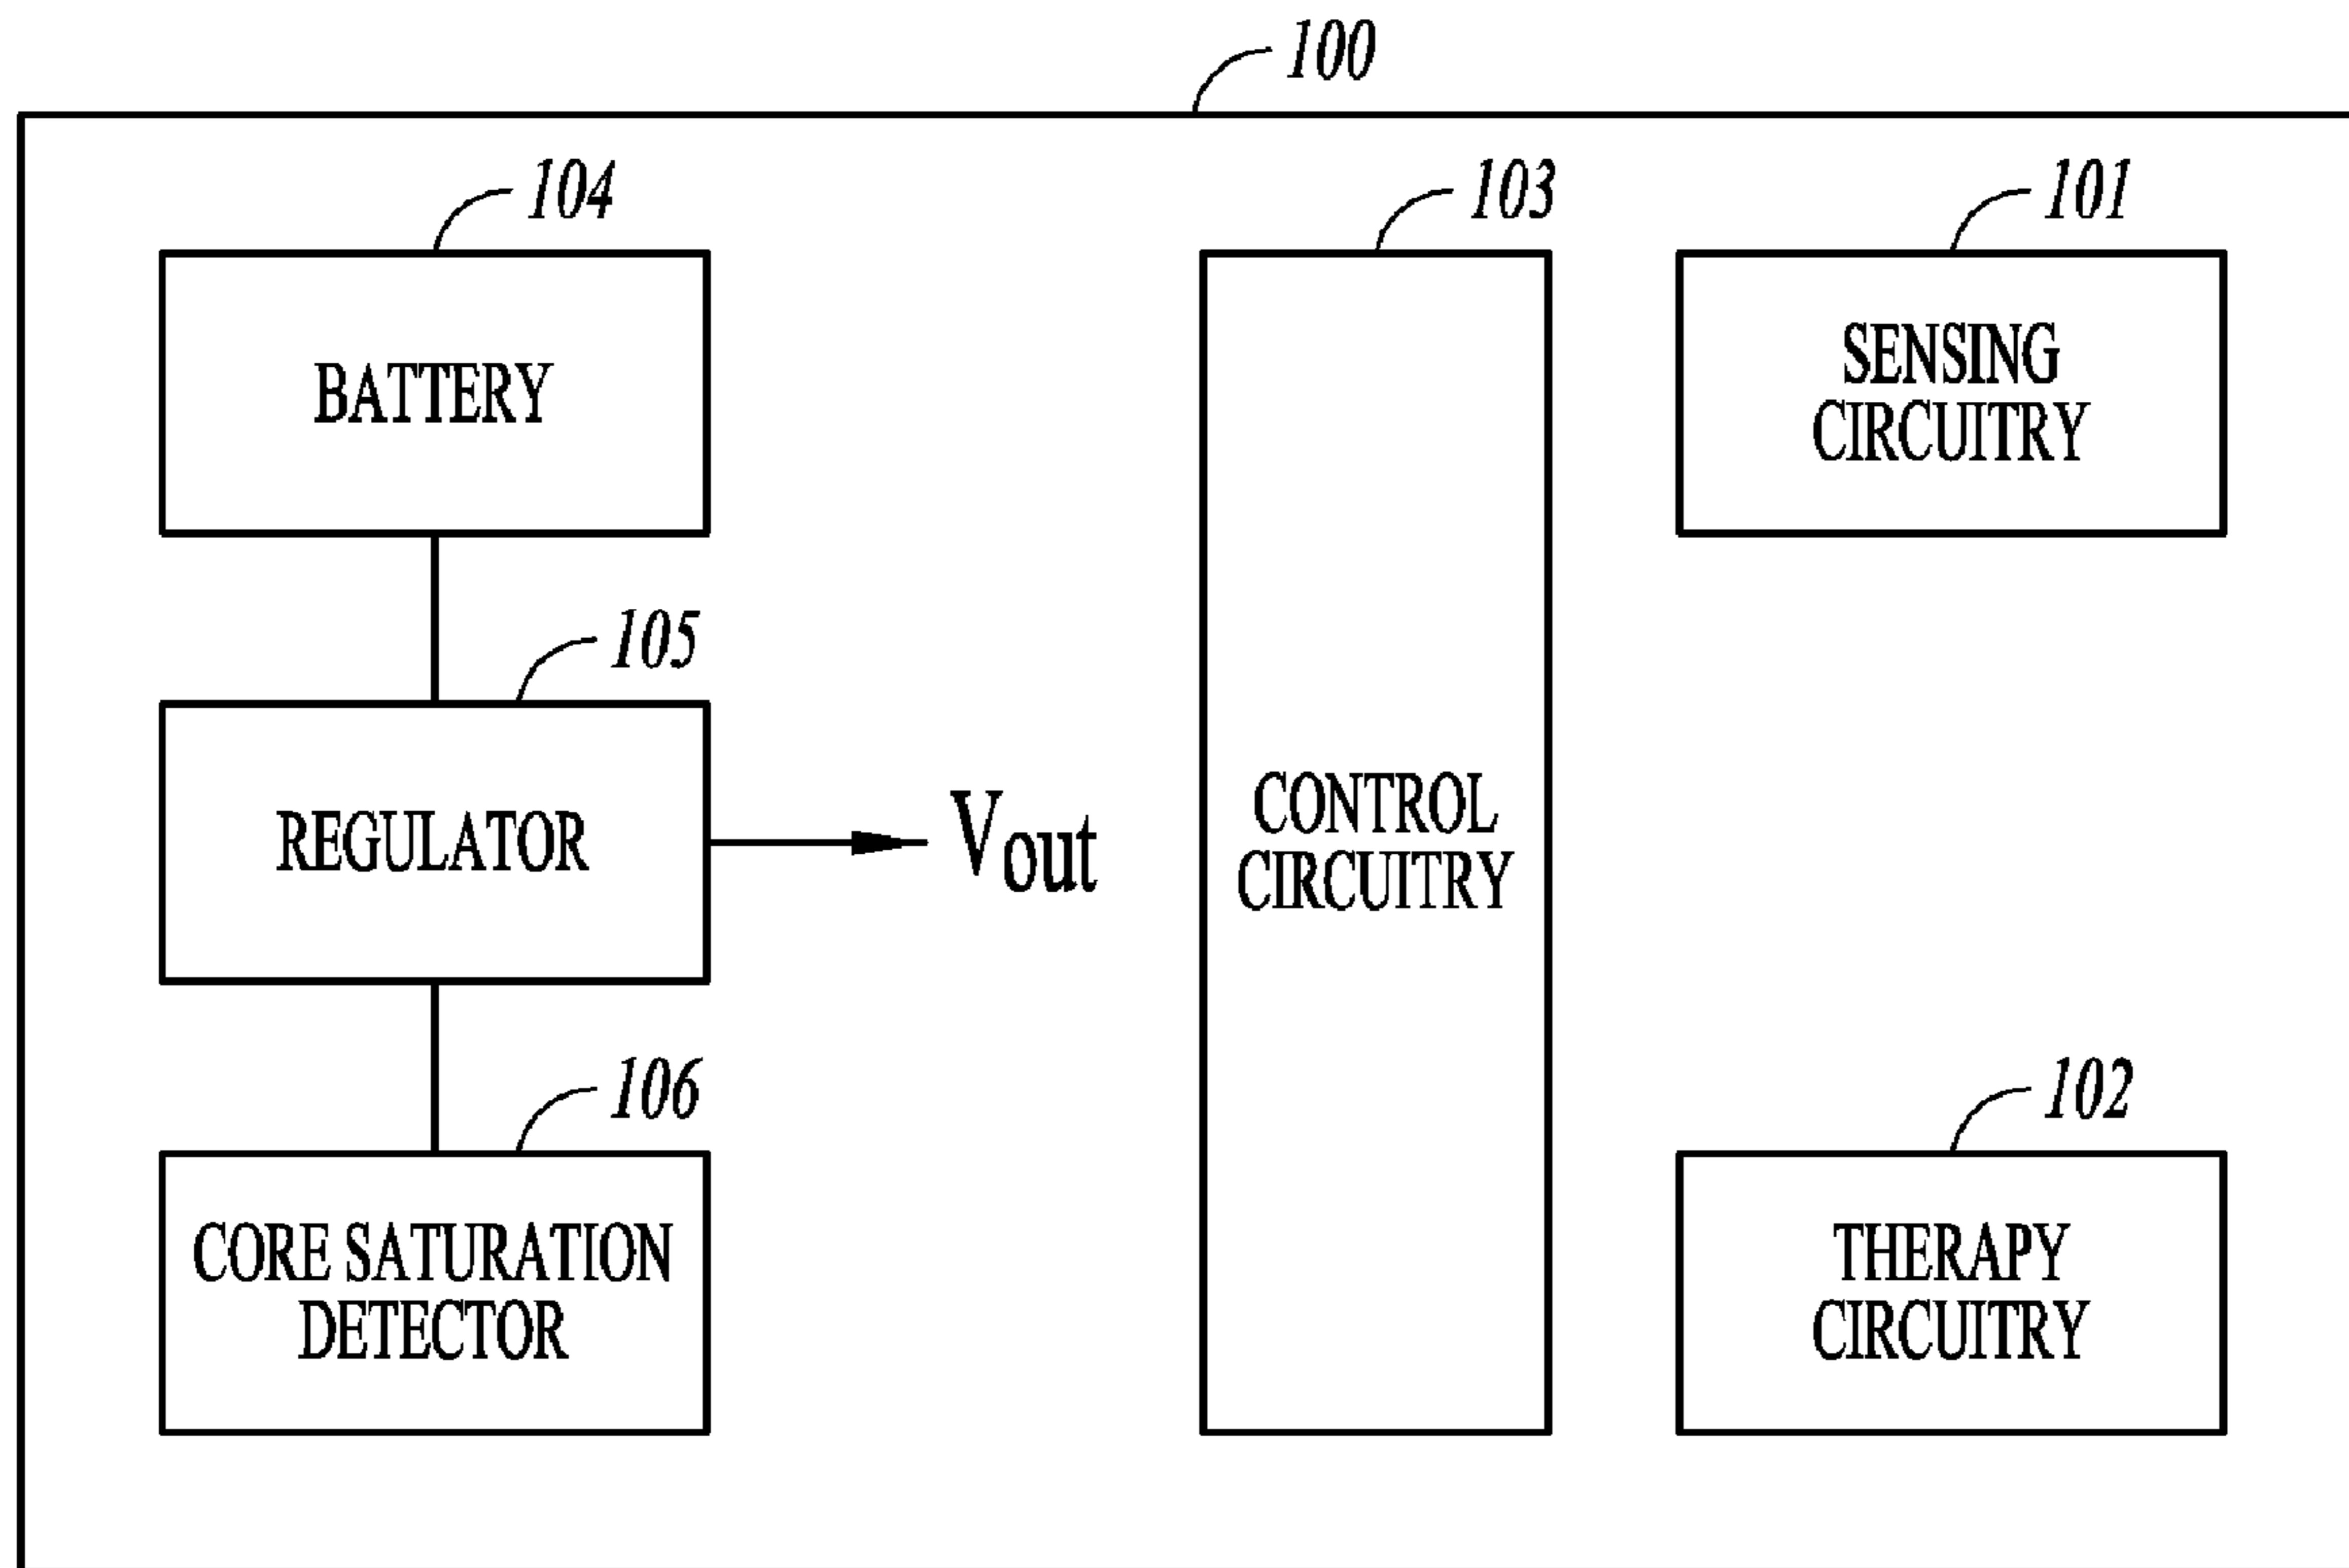 100
104
103
101
BATTERY
SENSING
CIRCUITRY
105
REGULATOR
Vout
CONTROL
CIRCUITRY
106
102
CORE SATURATION
DETECTOR
THERAPY
CIRCUITRY